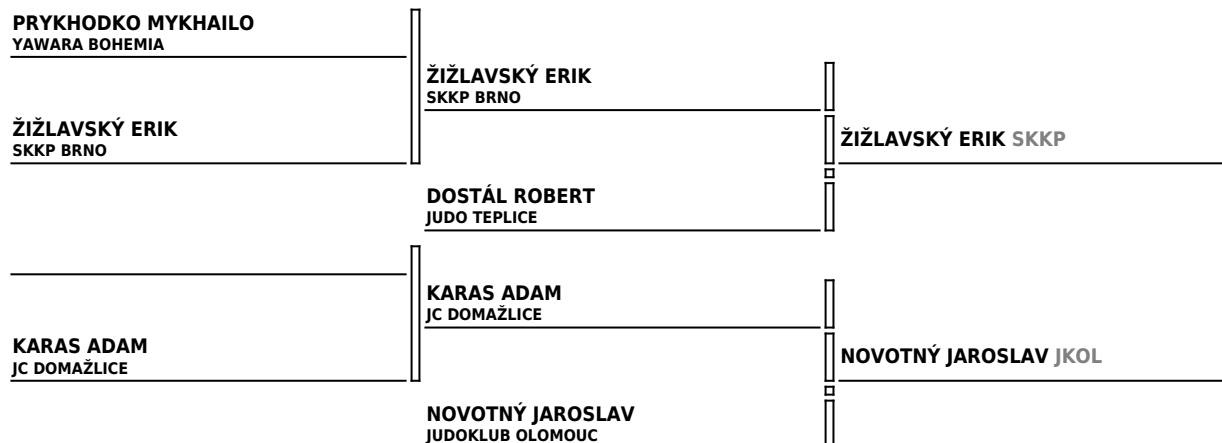 PRYKHODKO MYKHAILO
YAWARA BOHEMIA
ŽIŽLAVSKÝ ERIK
SKKP BRNO
ŽIŽLAVSKÝ ERIK
SKKP BRNO
ŽIŽLAVSKÝ ERIK SKKP
DOSTÁL ROBERT
JUDO TEPLICE
KARAS ADAM
JC DOMAŽLICE
KARAS ADAM
JC DOMAŽLICE
NOVOTNÝ JAROSLAV JKOL
NOVOTNÝ JAROSLAV
JUDOKLUB OLOMOUC